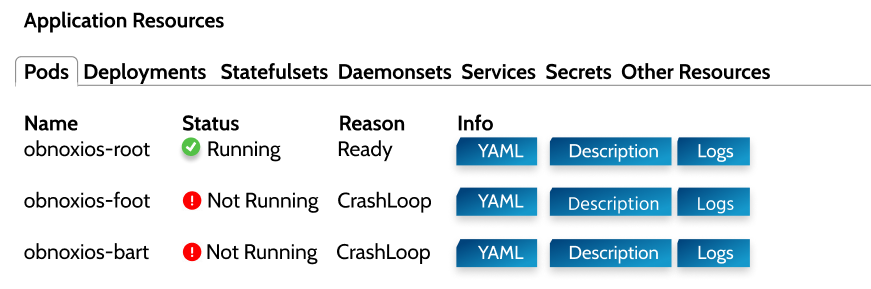 Application Resources
Pods Deployments Statefulsets Daemonsets Services Secrets Other Resources
Name Status Reason Info
obnoxios-root Running Ready YAML Description Logs
obnoxios-foot Not Running CrashLoop YAML Description Logs
obnoxios-bart Not Running CrashLoop YAML Description Logs